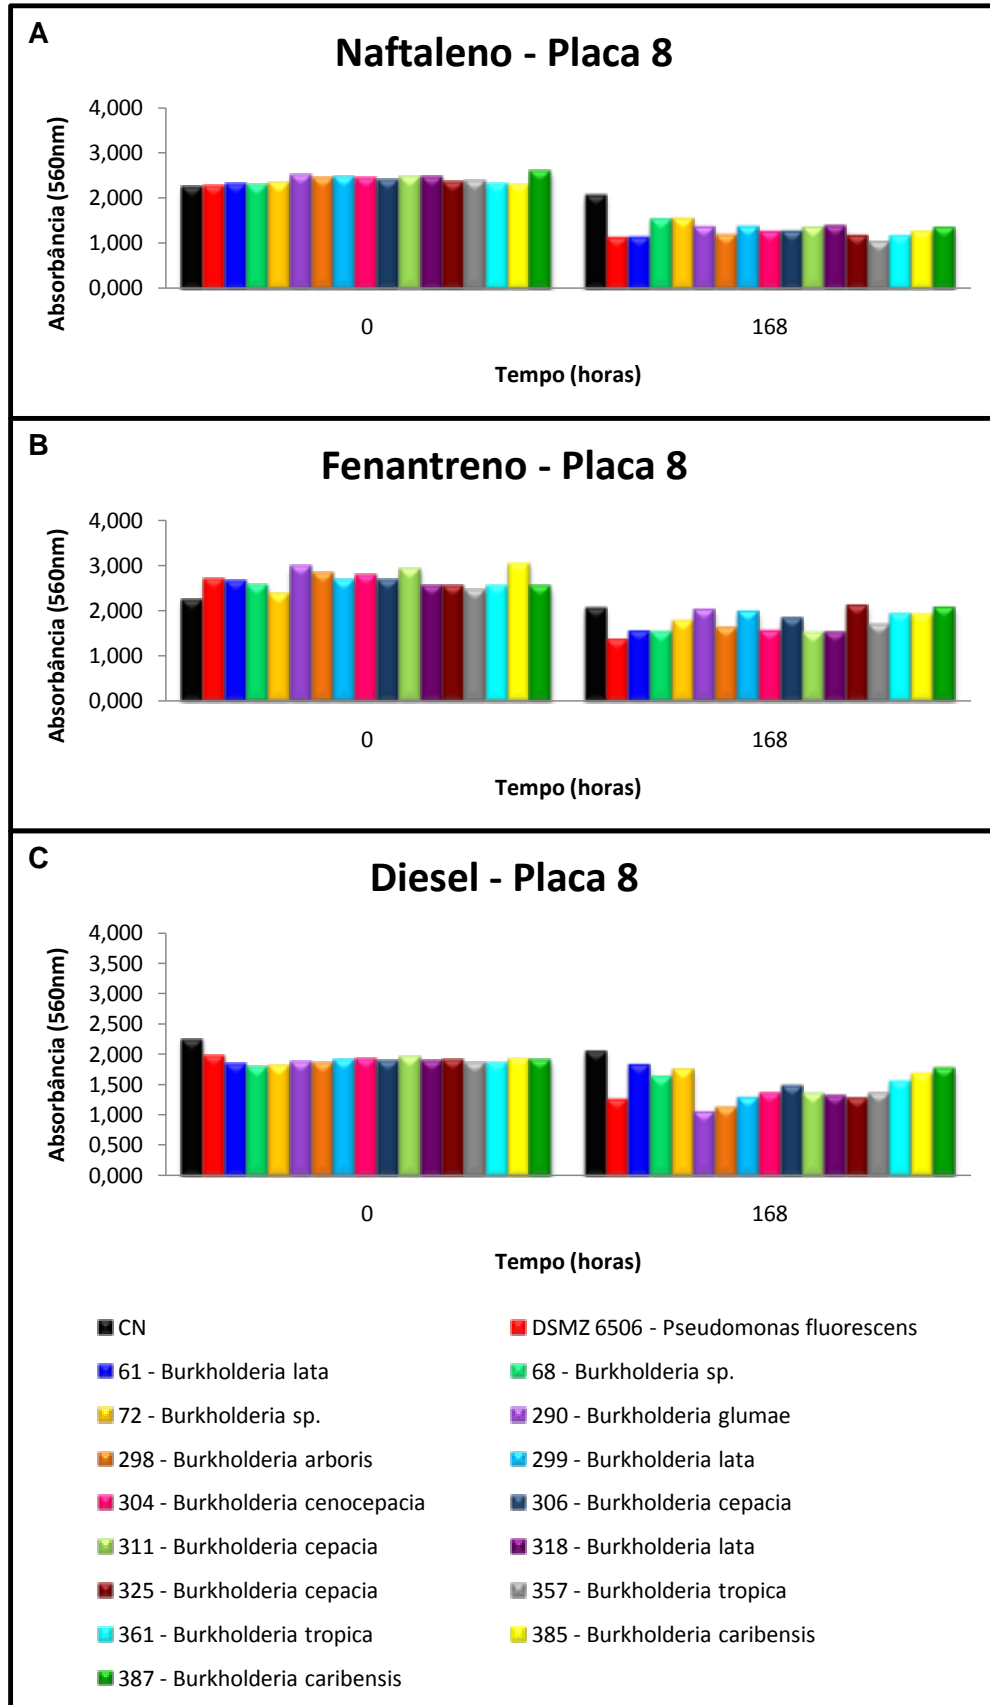 A
Naftaleno - Placa 8
Absorbância (560nm)
4,000
3,000
2,000
1,000
0,000
0
168
Tempo (horas)
B
Fenantreno - Placa 8
Absorbância (560nm)
4,000
3,000
2,000
1,000
0,000
0
168
Tempo (horas)
C
Diesel - Placa 8
Absorbância (560nm)
4,000
3,500
3,000
2,500
2,000
1,500
1,000
0,500
0,000
0
168
Tempo (horas)
CN
DSMZ 6506 - Pseudomonas fluorescens
61 - Burkholderia lata
68 - Burkholderia sp.
72 - Burkholderia sp.
290 - Burkholderia glumae
298 - Burkholderia arboris
299 - Burkholderia lata
304 - Burkholderia cenocepacia
306 - Burkholderia cepacia
311 - Burkholderia cepacia
318 - Burkholderia lata
325 - Burkholderia cepacia
357 - Burkholderia tropica
361 - Burkholderia tropica
385 - Burkholderia caribensis
387 - Burkholderia caribensis